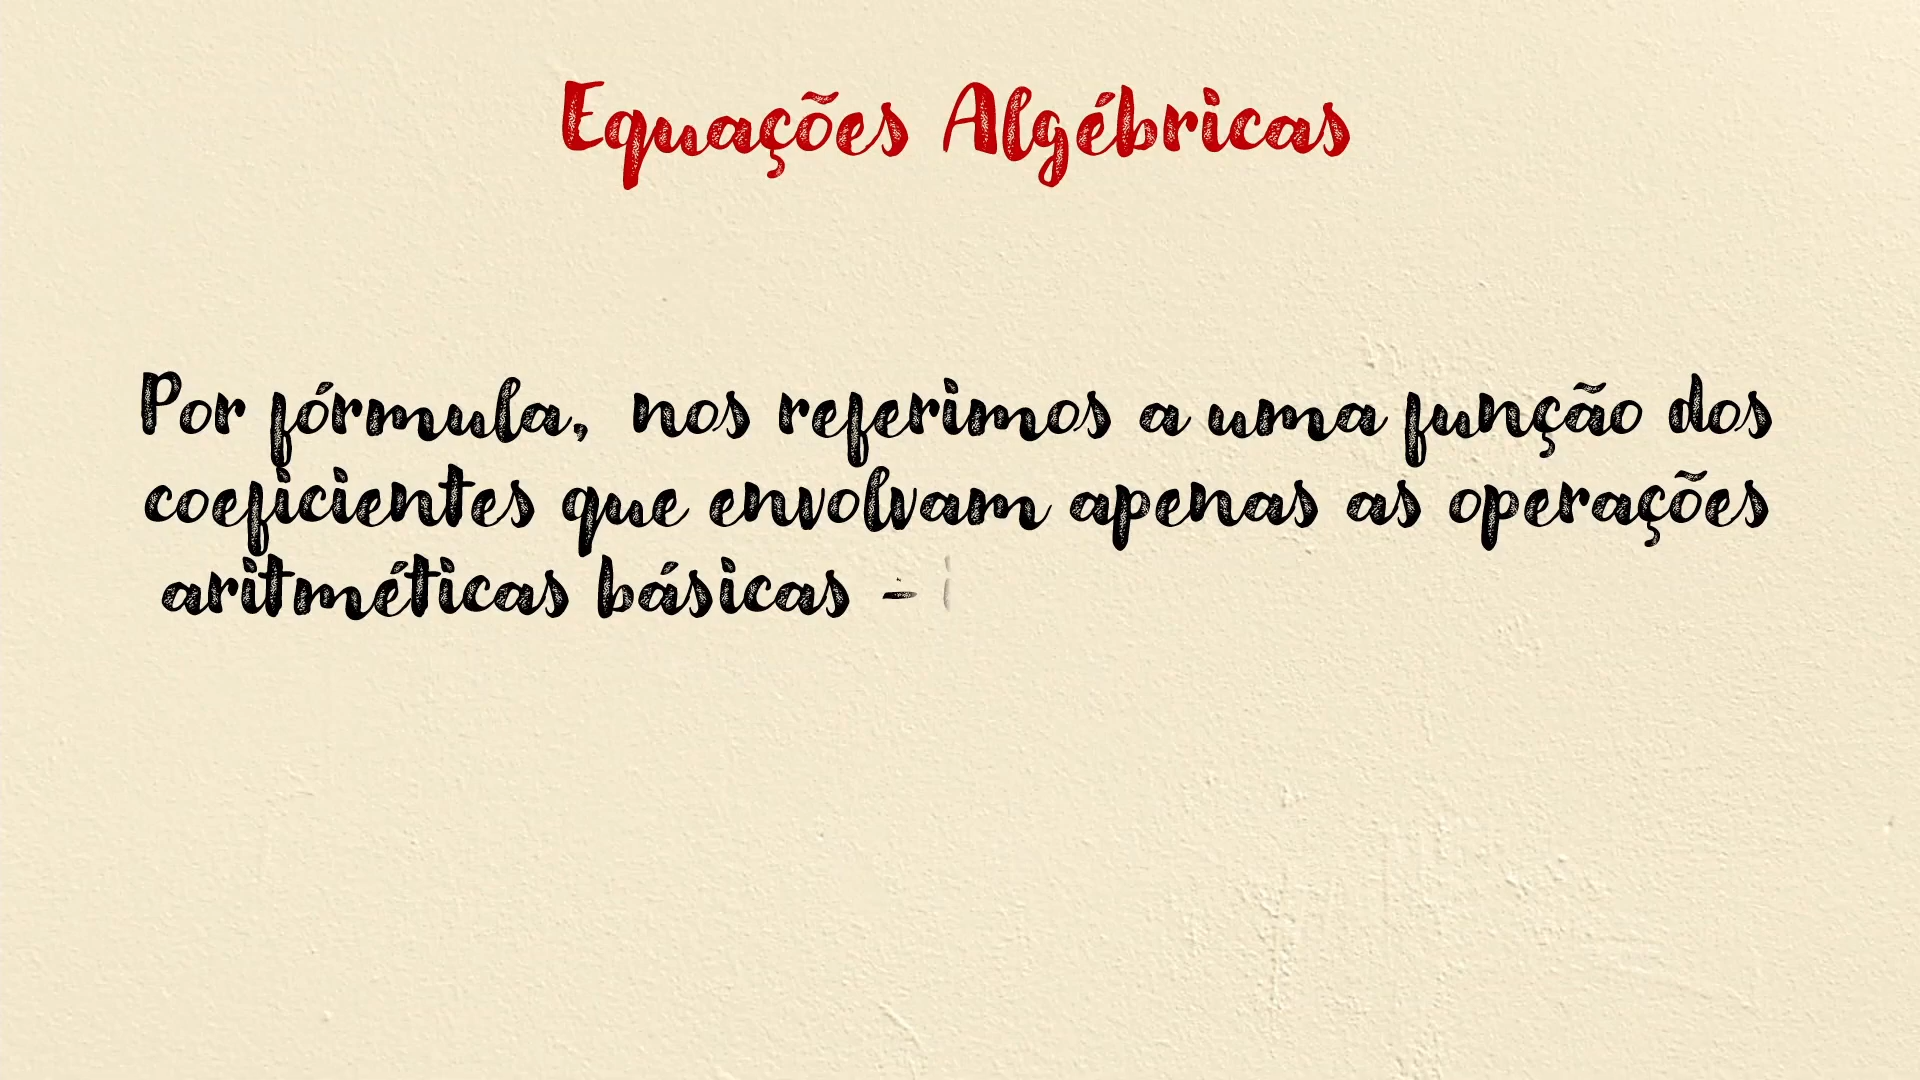 Equações Algébricas
Por fórmula, nos referimos a uma função dos
coeficientes que envolvam apenas as operações
aritméticas básicas -